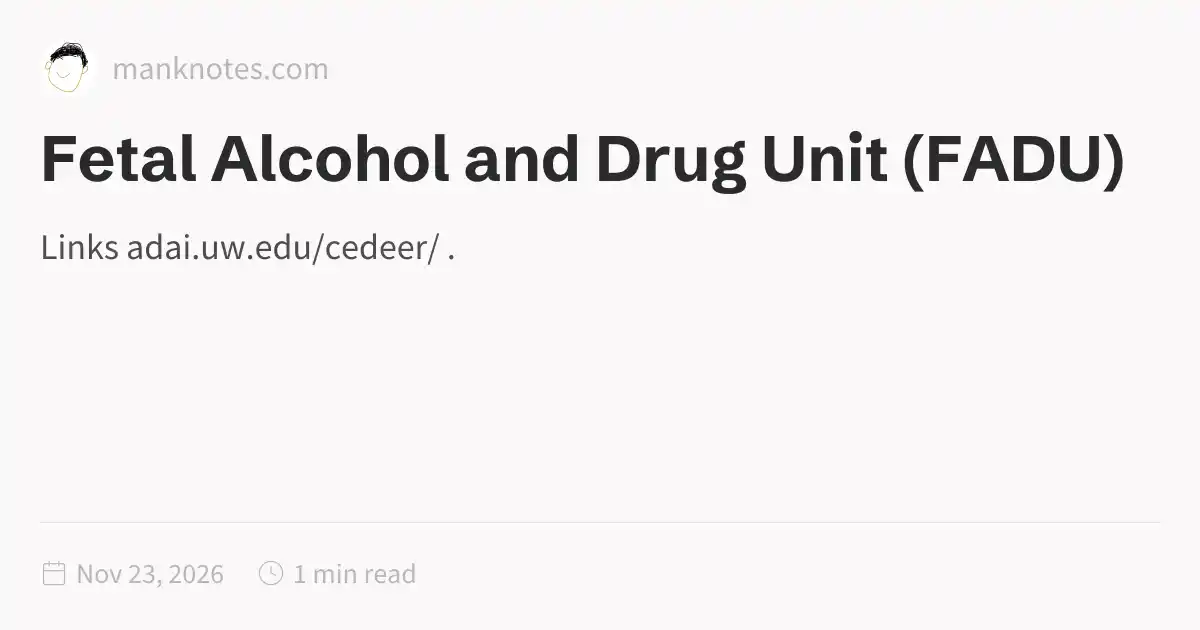 manknotes.com
Fetal Alcohol and Drug Unit (FADU)
Links adai.uw.edu/cedeer/ .
Nov 23, 2026 1 min read